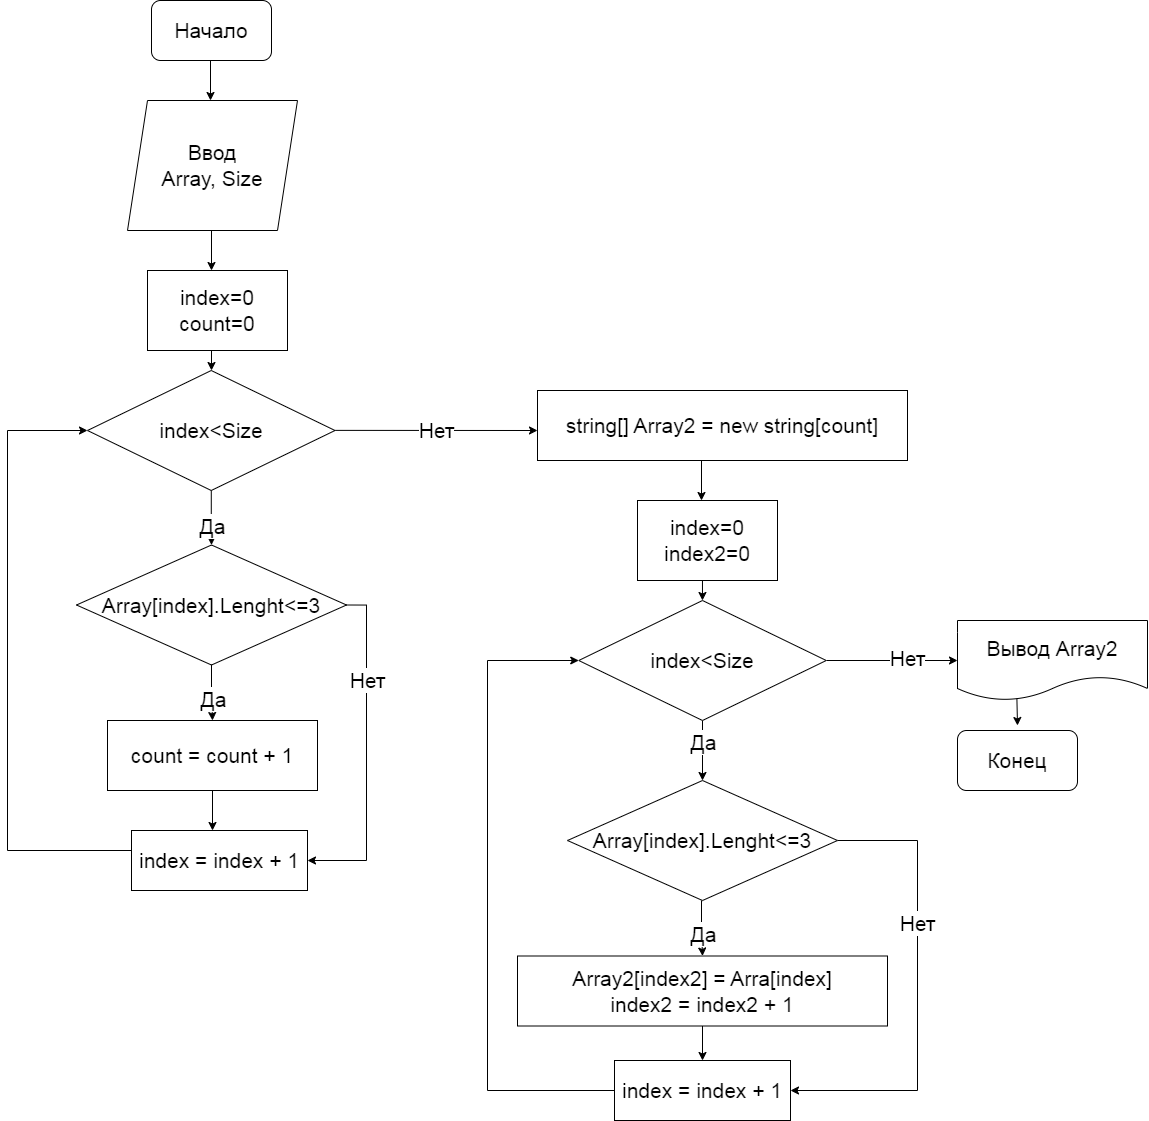 Начало
Ввод
Array, Size
index=0
count=0
index<Size
Нет
Да
Array[index].Lenght<=3
Нет
Да
count = count + 1
index = index + 1
string[] Array2 = new string[count]
index=0
index2=0
index<Size
Нет
Вывод Array2
Конец
Да
Array[index].Lenght<=3
Нет
Да
Array2[index2] = Arra[index]
index2 = index2 + 1
index = index + 1